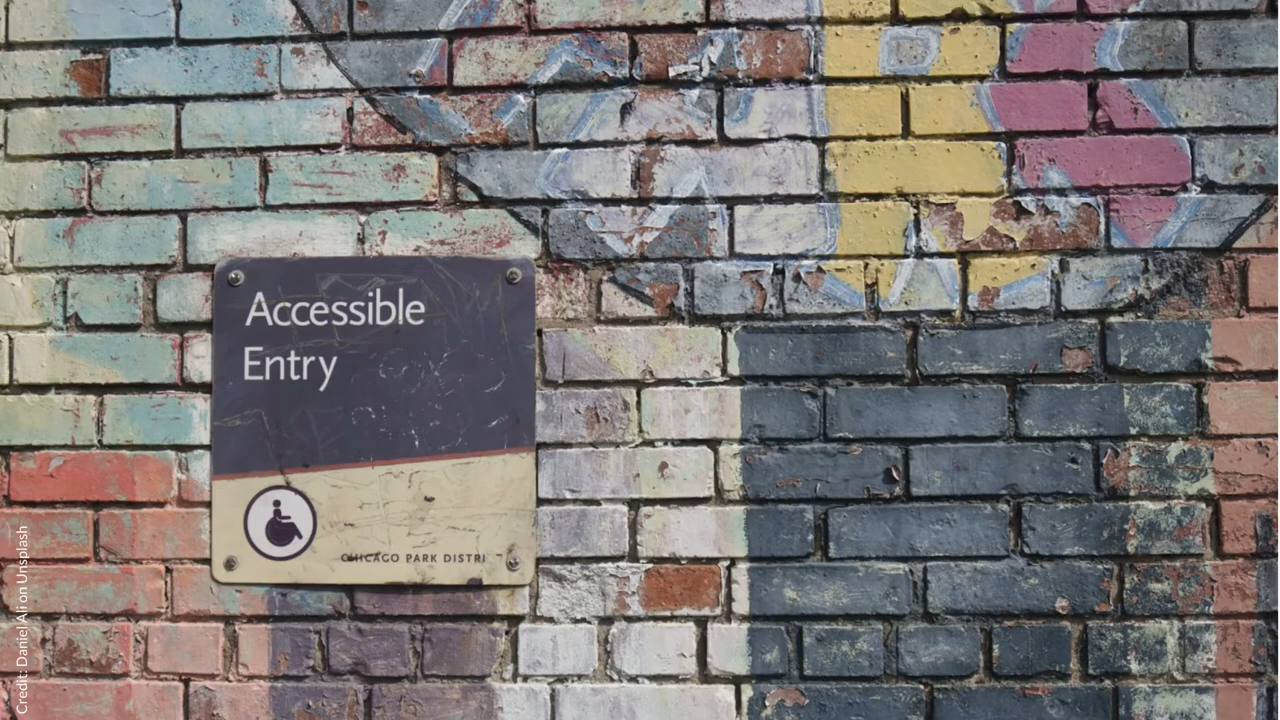 Accessible
Entry
CHICAGO PARK DISTRI
Credit: Daniel Ali on Unsplash